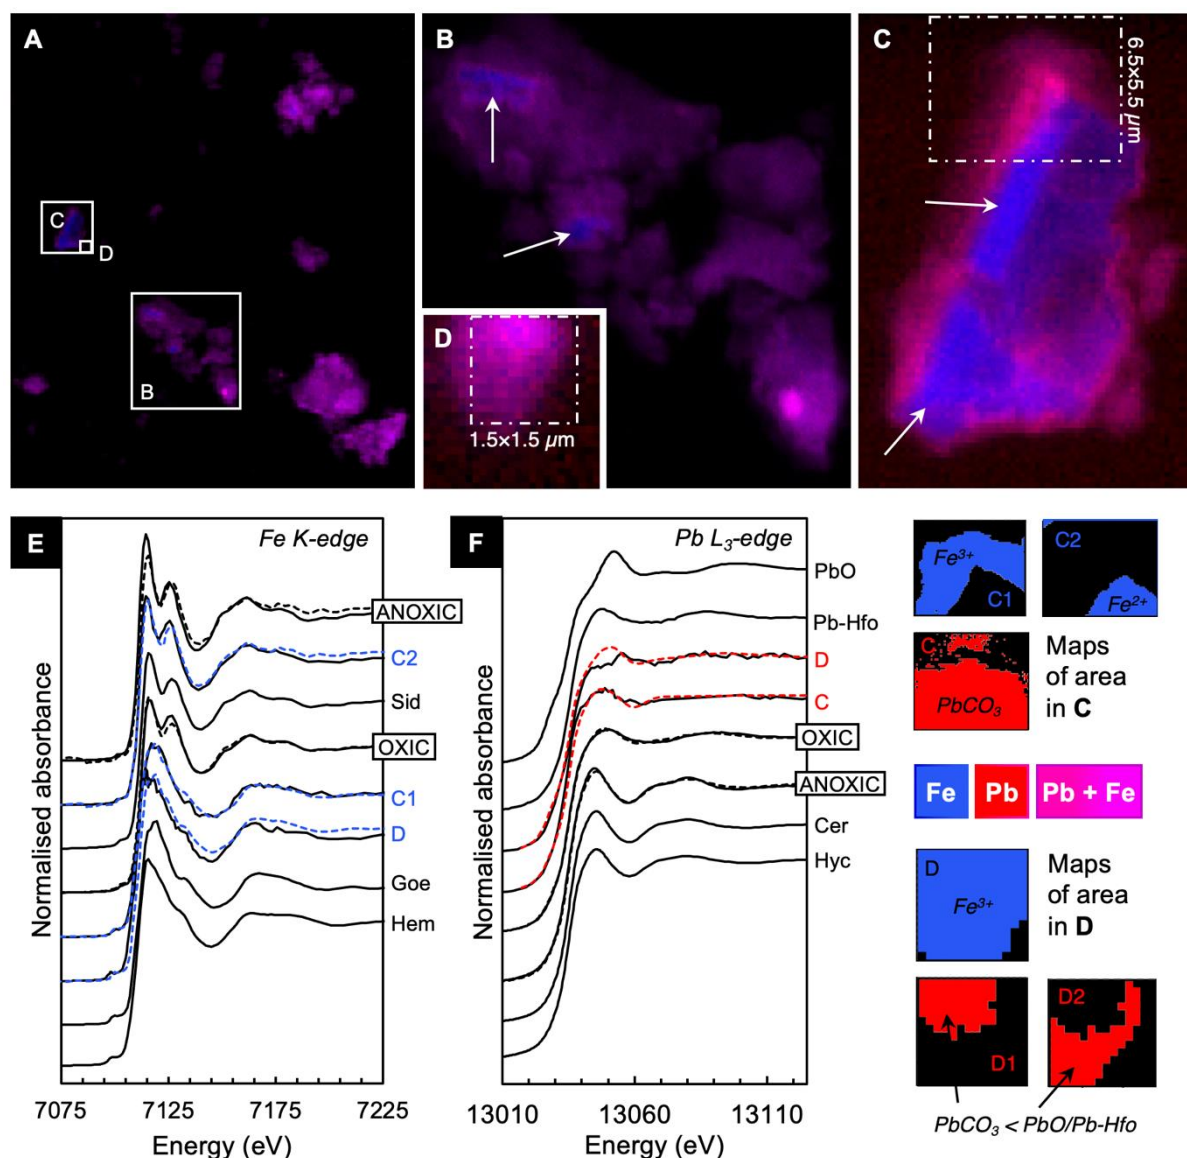 A
C
D
B
B
D
1.5×1.5 µm
C
6.5×5.5 µm
E
Fe K-edge
ANOXIC
C2
Sid
OXIC
C1
D
Goe
Hem
Normalised absorbance
7075
7125
7175
7225
Energy (eV)
F
Pb L3-edge
PbO
Pb-Hfo
D
C
OXIC
ANOXIC
Cer
Hyc
Normalised absorbance
13010
13060
13110
Energy (eV)
Fe³⁺
C1
C2
Fe²⁺
C
PbCO₃
Maps
of area
in C
Fe
Pb
Pb + Fe
D
Fe³⁺
Maps
of area
in D
D1
D2
PbCO₃ < PbO/Pb-Hfo